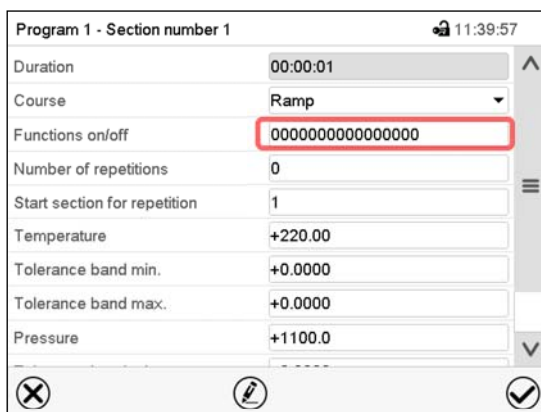 Program 1 - Section number 1 11:39:57
Duration 00:00:01
Course Ramp
Functions on/off 0000000000000000
Number of repetitions 0
Start section for repetition 1
Temperature +220.00
Tolerance band min. +0.0000
Tolerance band max. +0.0000
Pressure +1100.0